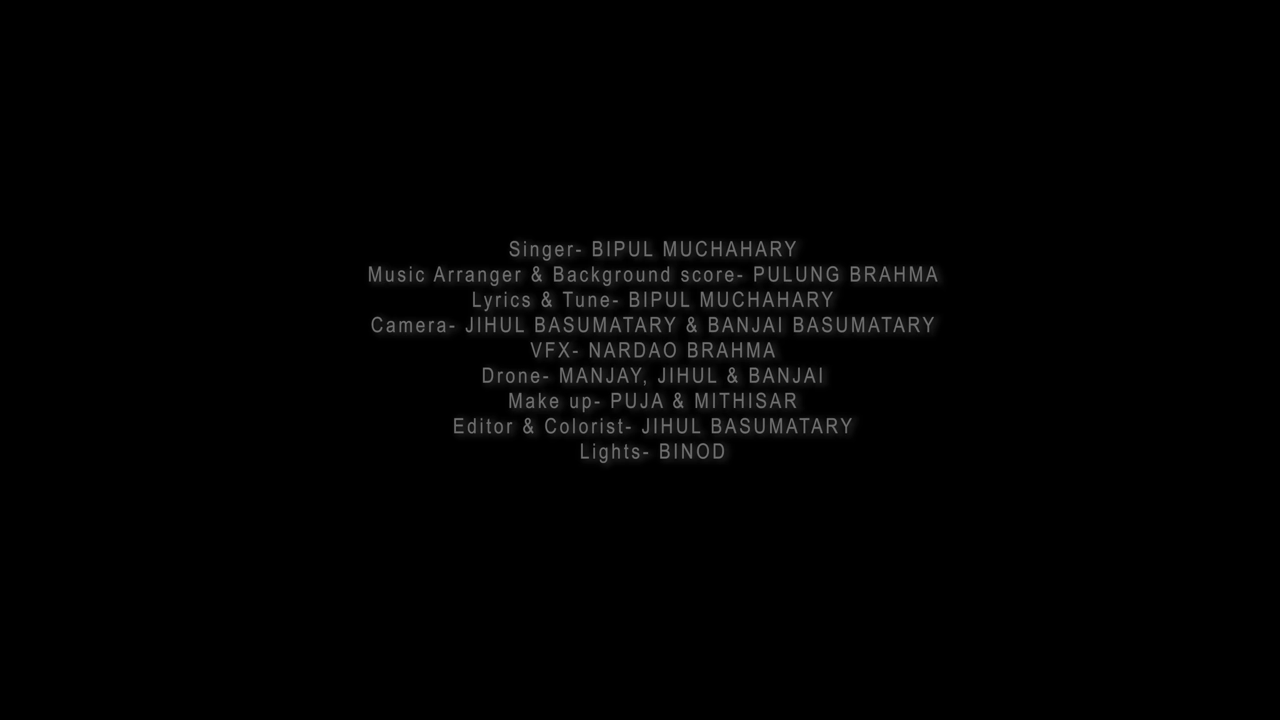 Singer- BIPUL MUCHAHARY
Music Arranger & Background score- PULUNG BRAHMA
Lyrics & Tune- BIPUL MUCHAHARY
Camera- JIHUL BASUMATARY & BANJAI BASUMATARY
VFX- NARDAO BRAHMA
Drone- MANJAY, JIHUL & BANJAI
Make up- PUJA & MITHISAR
Editor & Colorist- JIHUL BASUMATARY
Lights- BINOD